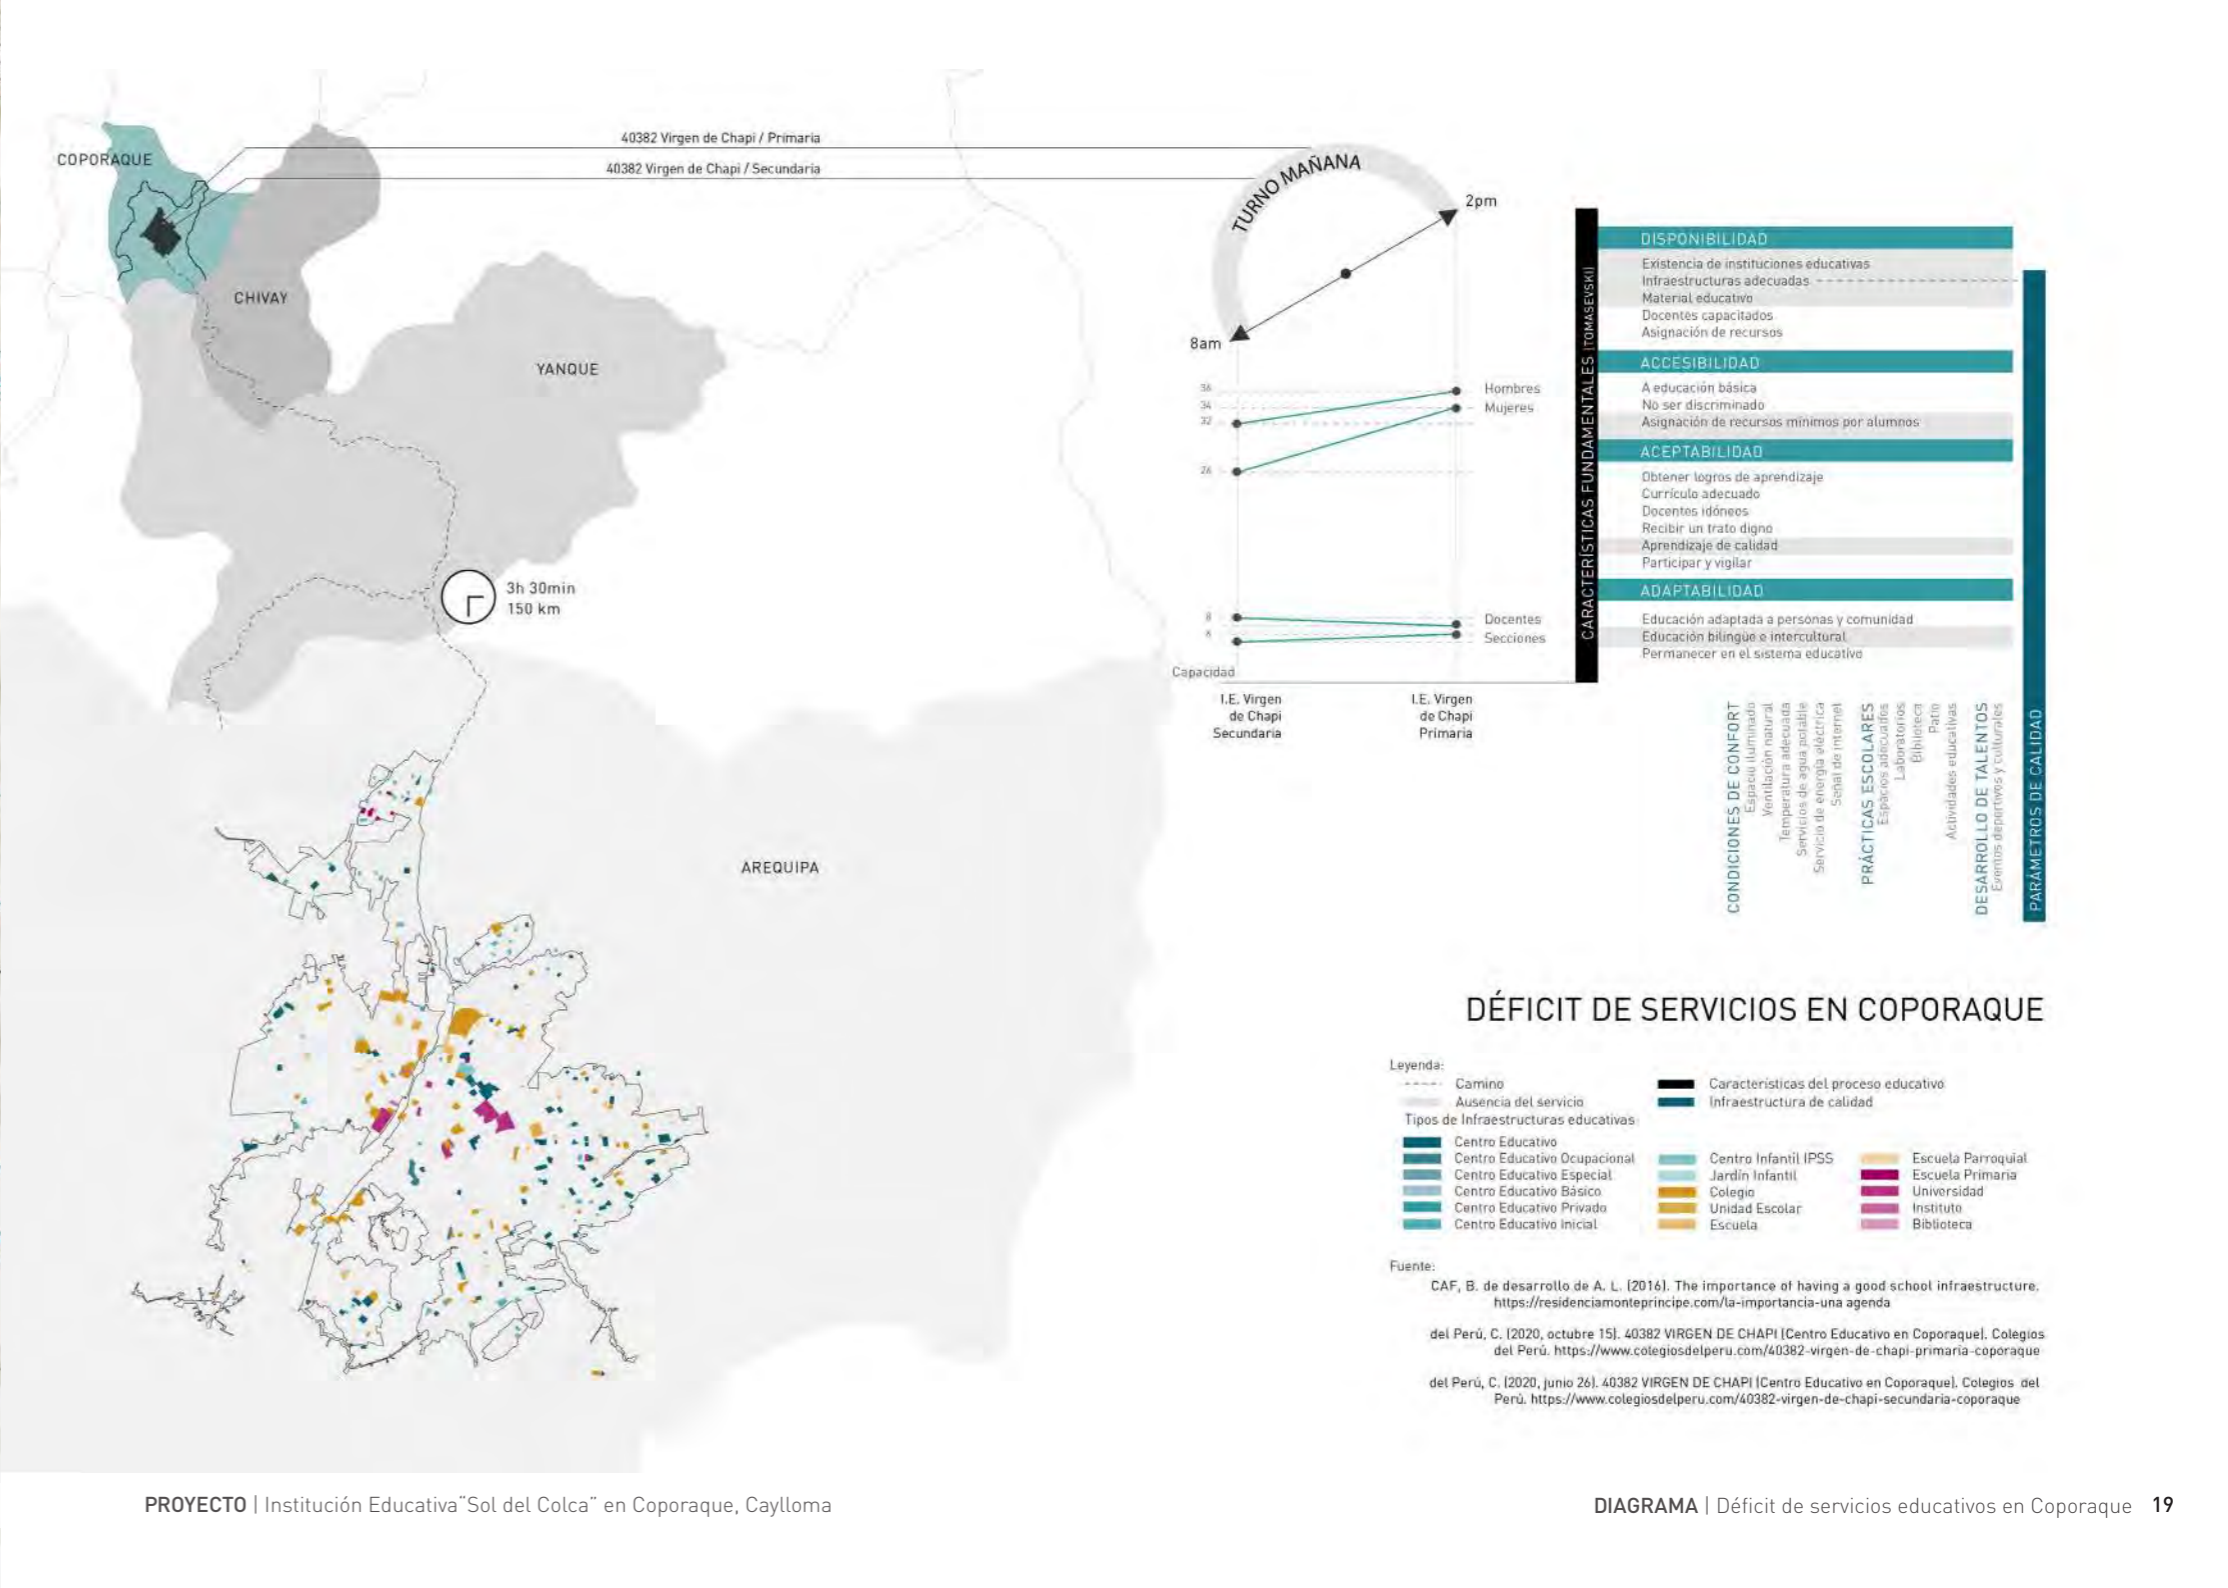 COPORAQUE
40382 Virgen de Chapi / Primaria
40382 Virgen de Chapi / Secundaria
CHIVAY
YANQUE
3h 30min
150 km
AREQUIPA
TURNO MAÑANA
2pm
8am
36
34
32
26
8
6
Hombres
Mujeres
Docentes
Secciones
Capacidad
I.E. Virgen
de Chapi
Secundaria
I.E. Virgen
de Chapi
Primaria
CARACTERÍSTICAS FUNDAMENTALES (TOMASEVSKI)
DISPONIBILIDAD
Existencia de instituciones educativas
Infraestructuras adecuadas
Material educativo
Docentes capacitados
Asignación de recursos
ACCESIBILIDAD
A educación básica
No ser discriminado
Asignación de recursos mínimos por alumnos
ACEPTABILIDAD
Obtener logros de aprendizaje
Currículo adecuado
Docentes idóneos
Recibir un trato digno
Aprendizaje de calidad
Participar y vigilar
ADAPTABILIDAD
Educación adaptada a personas y comunidad
Educación bilingüe e intercultural
Permanecer en el sistema educativo
CONDICIONES DE CONFORT
Espacio iluminado
Ventilación natural
Temperatura adecuada
Servicios de agua potable
Servicio de energía eléctrica
Señal de internet
PRÁCTICAS ESCOLARES
Espacios adecuados
Laboratorios
Biblioteca
Patio
Actividades educativas
DESARROLLO DE TALENTOS
Eventos deportivos y culturales
PARÁMETROS DE CALIDAD
DÉFICIT DE SERVICIOS EN COPORAQUE
Leyenda:
Camino
Ausencia del servicio
Tipos de Infraestructuras educativas
Características del proceso educativo
Infraestructura de calidad
Centro Educativo
Centro Educativo Ocupacional
Centro Educativo Especial
Centro Educativo Básico
Centro Educativo Privado
Centro Educativo Inicial
Centro Infantil IPSS
Jardín Infantil
Colegio
Unidad Escolar
Escuela
Escuela Parroquial
Escuela Primaria
Universidad
Instituto
Biblioteca
Fuente:
CAF, B. de desarrollo de A. L. (2016). The importance of having a good school infraestructure.
https://residenciamonteprincipe.com/la-importancia-una agenda
del Perú, C. (2020, octubre 15). 40382 VIRGEN DE CHAPI (Centro Educativo en Coporaque). Colegios
del Perú. https://www.colegiosdelperu.com/40382-virgen-de-chapi-primaria-coporaque
del Perú, C. (2020, junio 26). 40382 VIRGEN DE CHAPI (Centro Educativo en Coporaque). Colegios del
Perú. https://www.colegiosdelperu.com/40382-virgen-de-chapi-secundaria-coporaque
PROYECTO | Institución Educativa“Sol del Colca” en Coporaque, Caylloma
DIAGRAMA | Déficit de servicios educativos en Coporaque 19